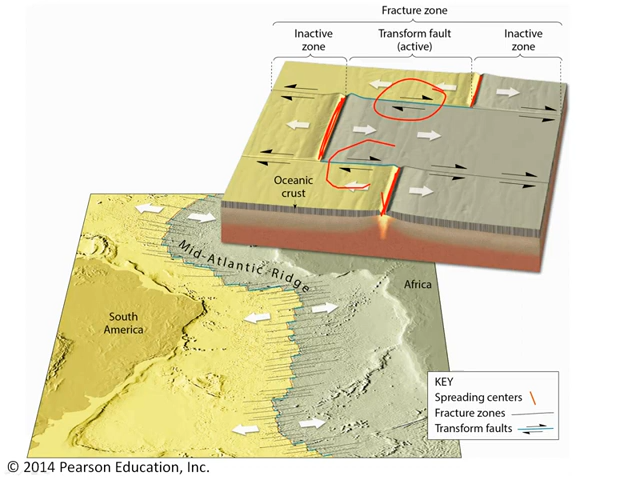 Fracture zone
Inactive
zone
Transform fault
(active)
Inactive
zone
Oceanic
crust
Mid-Atlantic-Ridge
Africa
South
America
KEY
Spreading centers
Fracture zones
Transform faults
© 2014 Pearson Education, Inc.